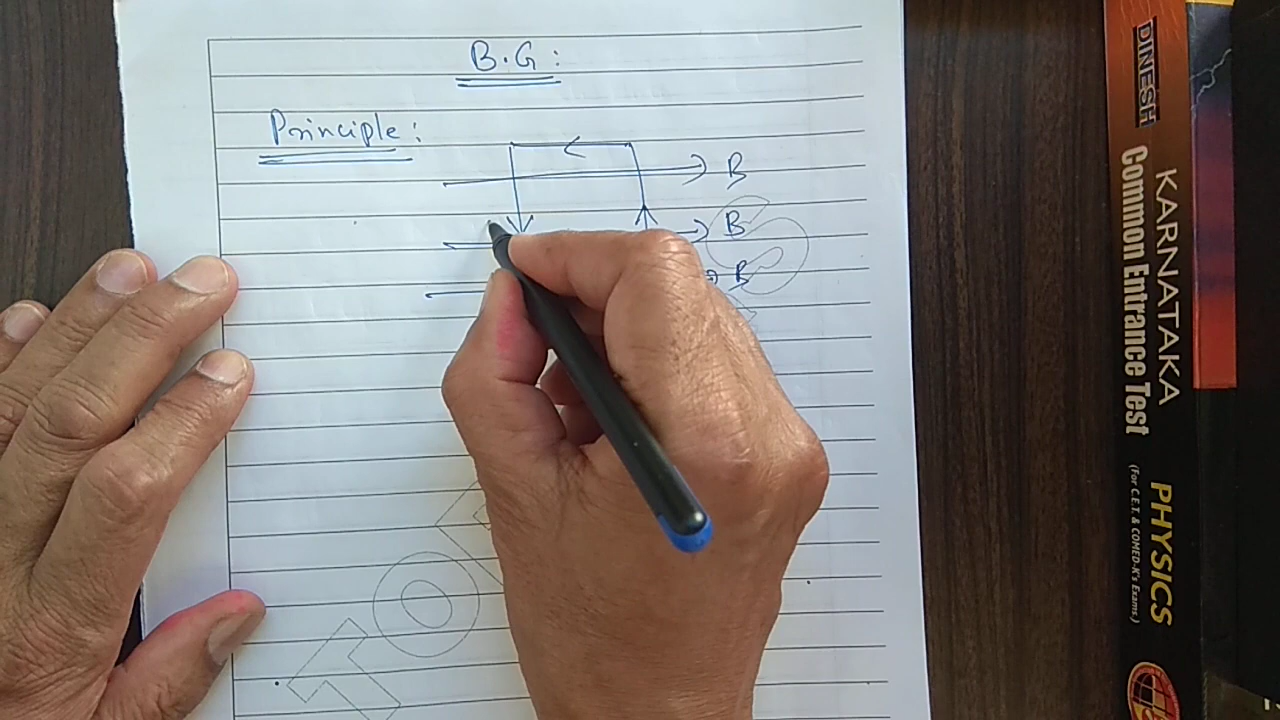 B.G:
Principle:
B
B
B
DINESH
KARNATAKA
Common Entrance Test
PHYSICS
(For C.E.T. & COMED-K's Exams.)